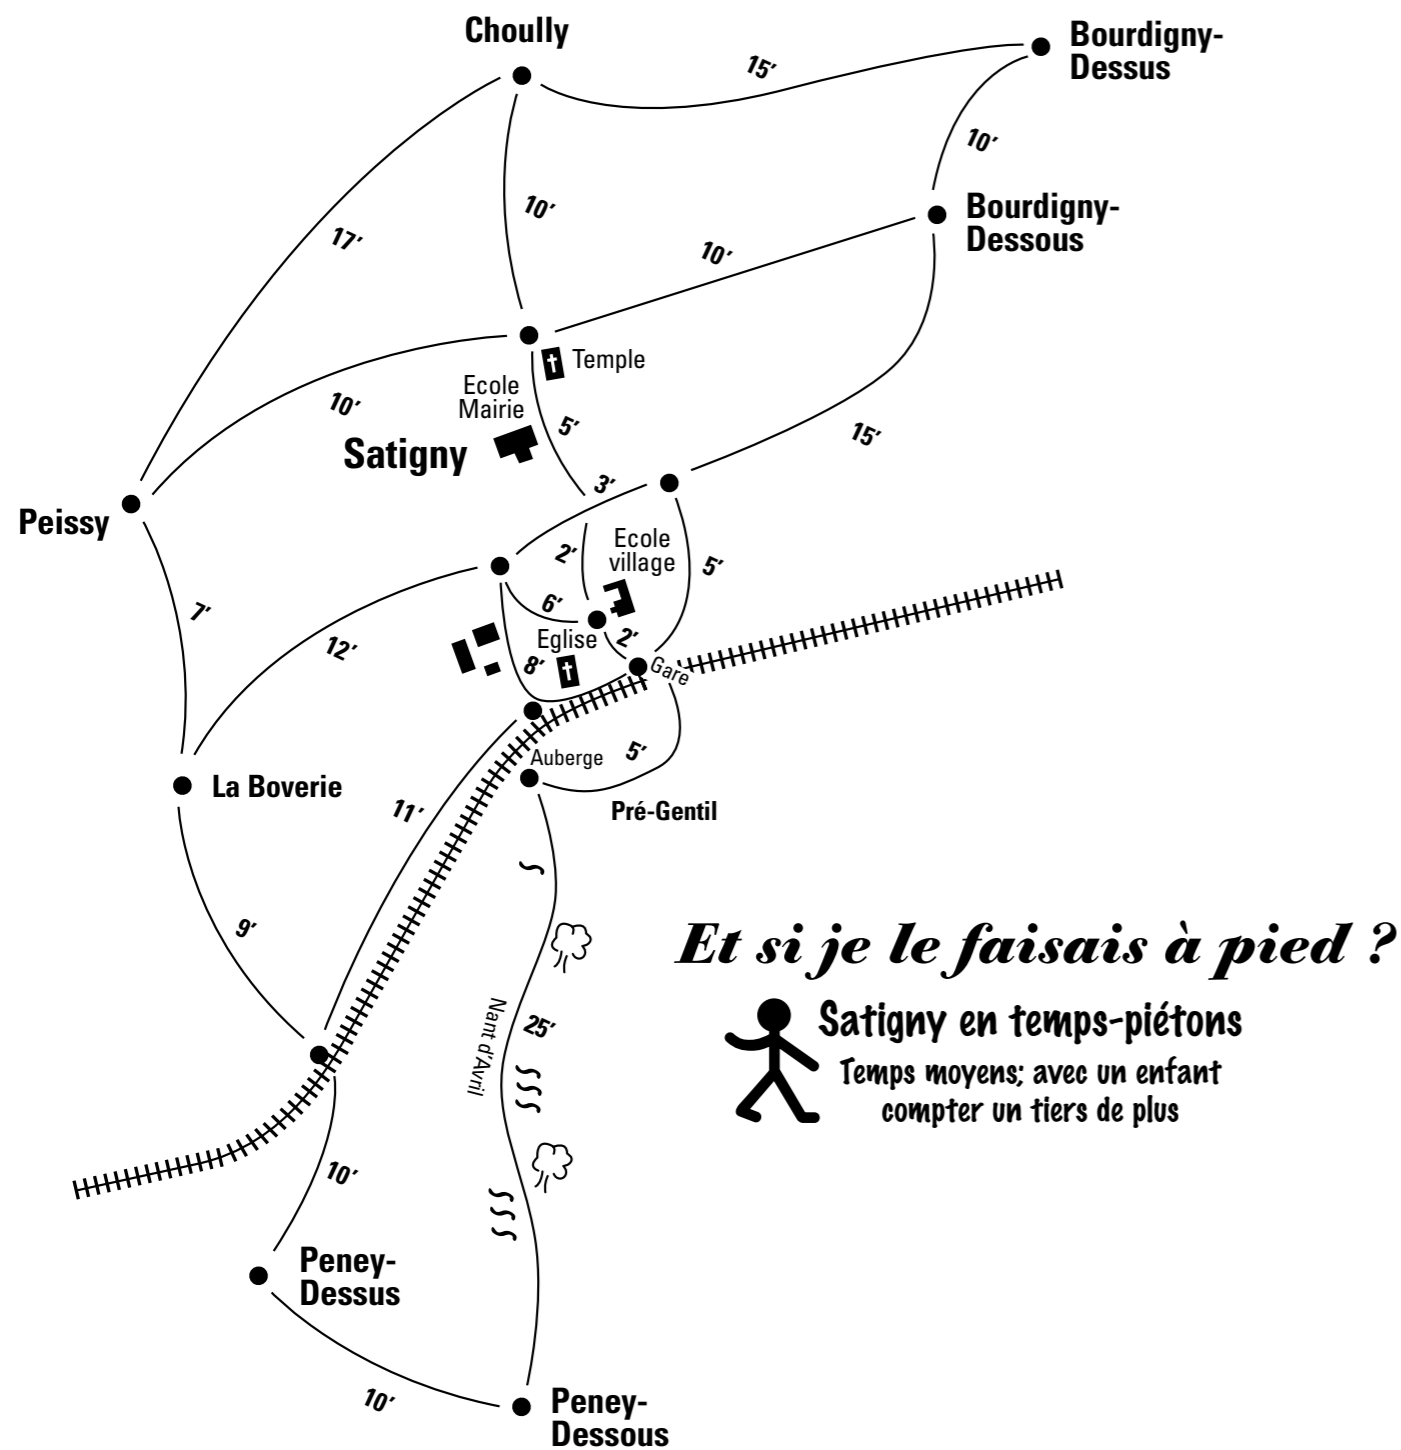 Choully
Bourdigny-
Dessus
15’
10’
Bourdigny-
Dessous
10’
17’
10’
Temple
Ecole
Mairie
10’
5’
Satigny
15’
3’
Peissy
Ecole
village
2’
5’
6’
7’
12’
Eglise
2’
8’
Gare
Auberge
5’
La Boverie
11’
Pré-Gentil
9’
Et si je le faisais à pied ?
Nant d'Avril
25’
Satigny en temps-piétons
Temps moyens; avec un enfant
compter un tiers de plus
10’
Peney-
Dessus
10’
Peney-
Dessous